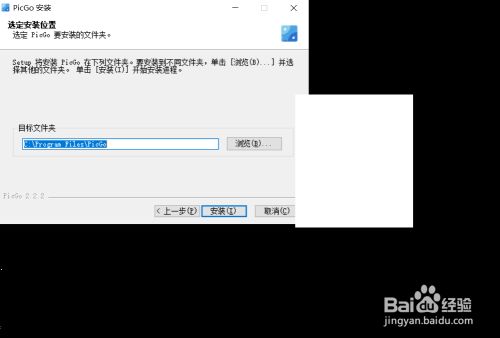 PicGo 安装
选定安装位置
选定 PicGo 要安装的文件夹。
Setup 将安装 PicGo 在下列文件夹。要安装到不同文件夹，单击 [浏览(B)...] 并选
择其他的文件夹。 单击 [安装(I)] 开始安装进程。
目标文件夹
C:\Program Files\PicGo
浏览(B)...
PicGo 2.2.2
< 上一步(P)
安装(I)
取消(C)
Baidu 经验
jingyan.baidu.com